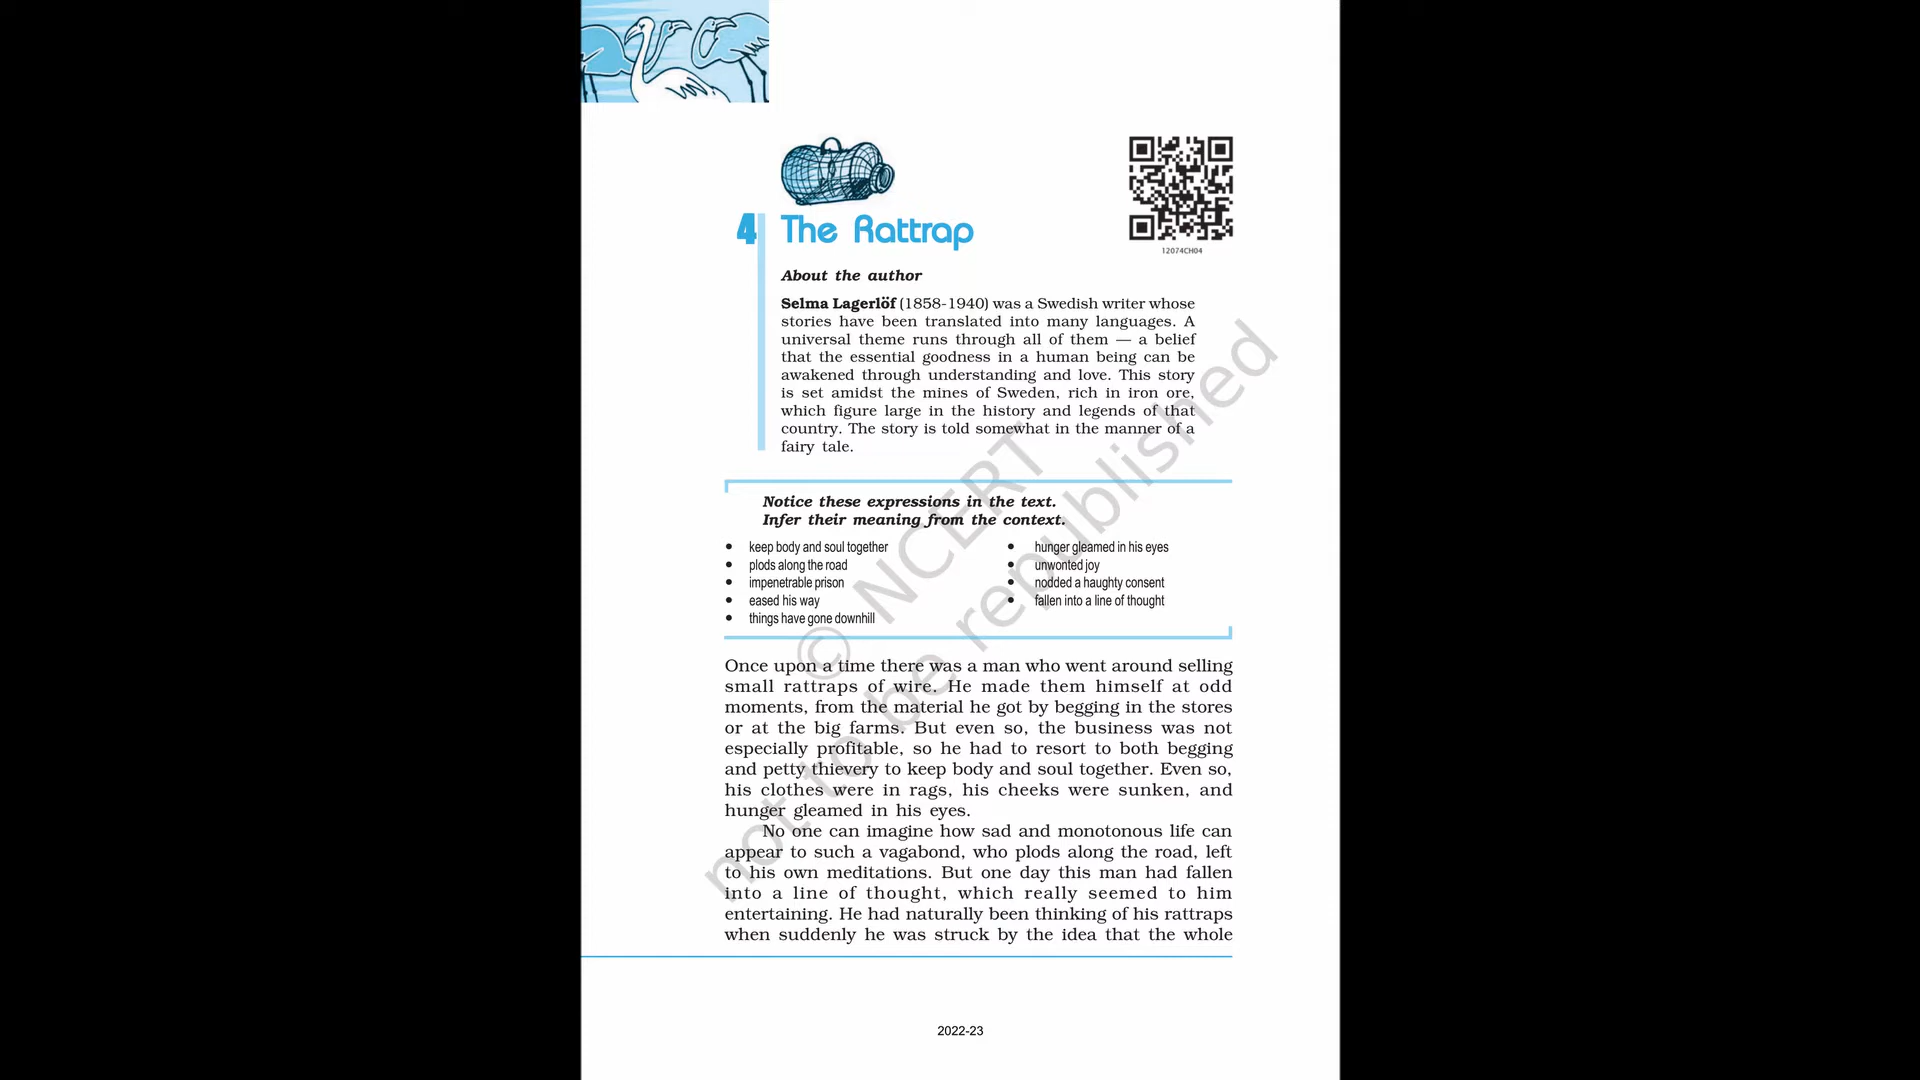 4 The Rattrap
12074CH04
About the author
Selma Lagerlöf (1858-1940) was a Swedish writer whose
stories have been translated into many languages. A
universal theme runs through all of them — a belief
that the essential goodness in a human being can be
awakened through understanding and love. This story
is set amidst the mines of Sweden, rich in iron ore,
which figure large in the history and legends of that
country. The story is told somewhat in the manner of a
fairy tale.
Notice these expressions in the text.
Infer their meaning from the context.
• keep body and soul together
• plods along the road
• impenetrable prison
• eased his way
• things have gone downhill
• hunger gleamed in his eyes
• unwonted joy
• nodded a haughty consent
• fallen into a line of thought
Once upon a time there was a man who went around selling
small rattraps of wire. He made them himself at odd
moments, from the material he got by begging in the stores
or at the big farms. But even so, the business was not
especially profitable, so he had to resort to both begging
and petty thievery to keep body and soul together. Even so,
his clothes were in rags, his cheeks were sunken, and
hunger gleamed in his eyes.
No one can imagine how sad and monotonous life can
appear to such a vagabond, who plods along the road, left
to his own meditations. But one day this man had fallen
into a line of thought, which really seemed to him
entertaining. He had naturally been thinking of his rattraps
when suddenly he was struck by the idea that the whole
© NCERT
not to be republished
2022-23